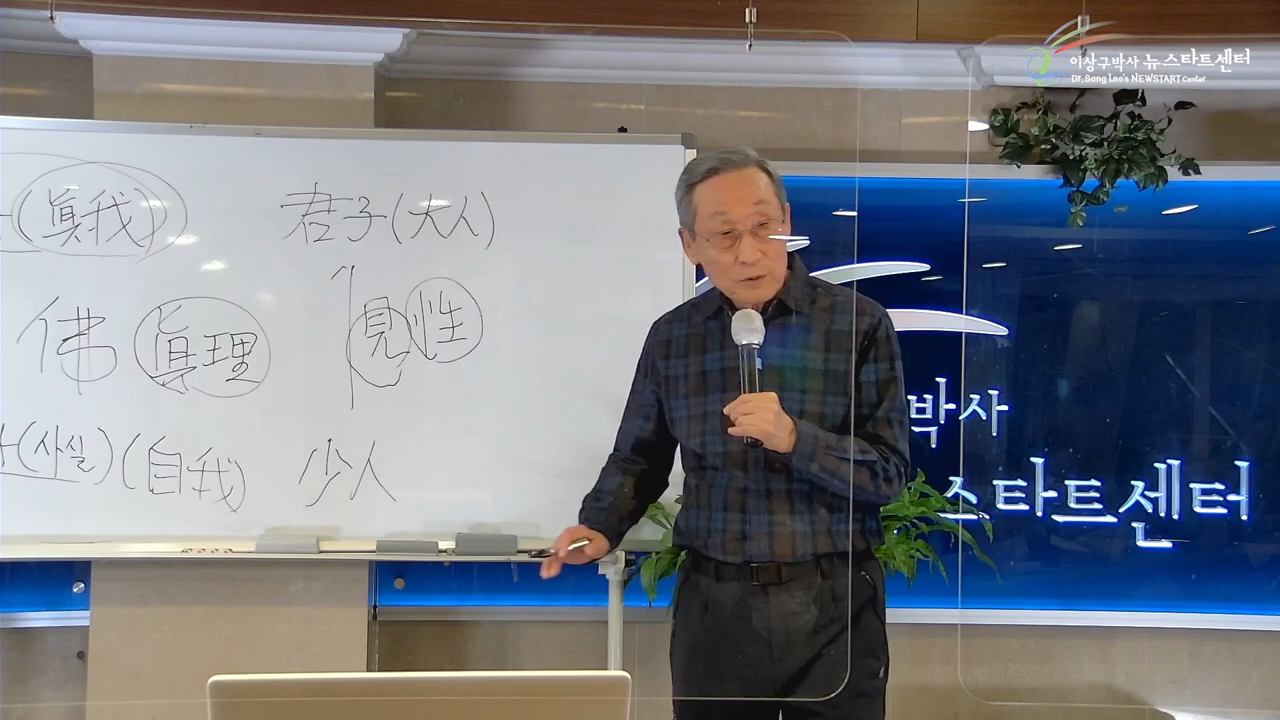 이상구박사 뉴스타트센터
Dr. Sang Lee's NEWSTART Center
(眞我) 君子(大人)
佛 眞理 見性
(사실)(自我) 少人
박사
스타트센터